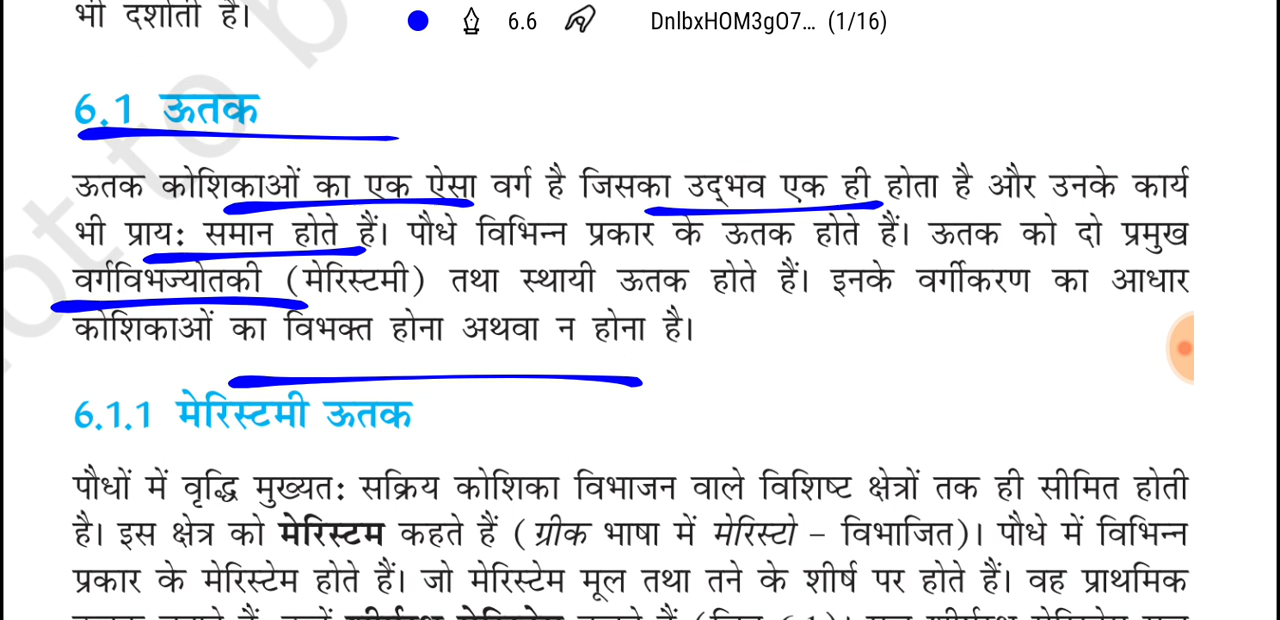 भी दर्शाती है।
6.6 DnlbxHOM3gO7... (1/16)
6.1 ऊतक
ऊतक कोशिकाओं का एक ऐसा वर्ग है जिसका उद्‌भव एक ही होता है और उनके कार्य
भी प्राय: समान होते हैं। पौधे विभिन्न प्रकार के ऊतक होते हैं। ऊतक को दो प्रमुख
वर्गविभज्योतकी (मेरिस्टमी) तथा स्थायी ऊतक होते हैं। इनके वर्गीकरण का आधार
कोशिकाओं का विभक्त होना अथवा न होना है।
6.1.1 मेरिस्टमी ऊतक
पौधों में वृद्धि मुख्यत: सक्रिय कोशिका विभाजन वाले विशिष्ट क्षेत्रों तक ही सीमित होती
है। इस क्षेत्र को मेरिस्टम कहते हैं (ग्रीक भाषा में मेरिस्टो – विभाजित)। पौधे में विभिन्न
प्रकार के मेरिस्टेम होते हैं। जो मेरिस्टेम मूल तथा तने के शीर्ष पर होते हैं। वह प्राथमिक